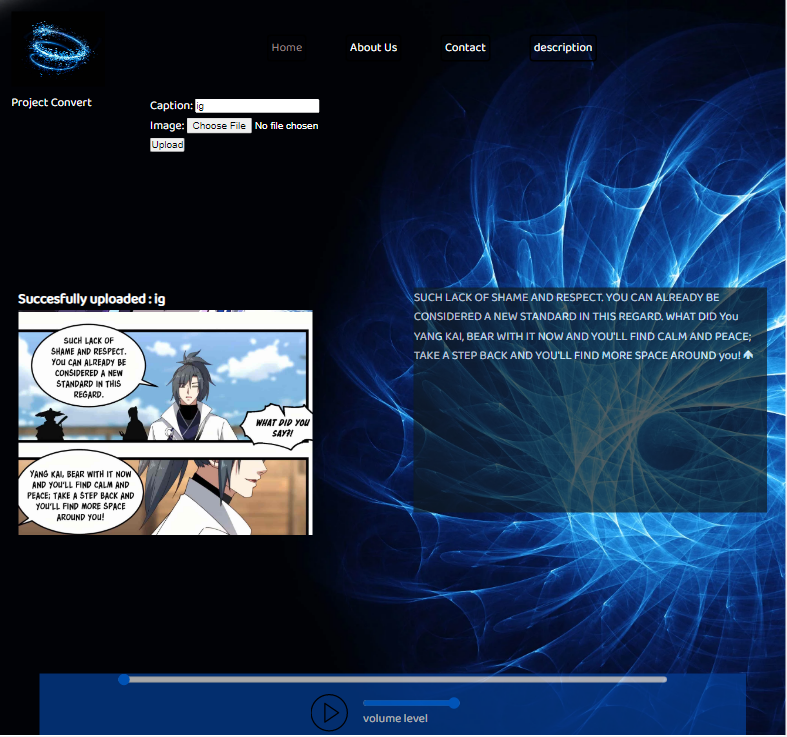 Home
About Us
Contact
description
Project Convert
Caption: ig
Image: Choose File No file chosen
Upload
Succesfully uploaded : ig
SUCH LACK OF
SHAME AND RESPECT.
YOU CAN ALREADY BE
CONSIDERED A NEW
STANDARD IN THIS
REGARD.
WHAT DID YOU
SAY?!
YANG KAI, BEAR WITH IT NOW
AND YOU'LL FIND CALM AND
PEACE; TAKE A STEP BACK AND
YOU'LL FIND MORE SPACE
AROUND YOU!
SUCH LACK OF SHAME AND RESPECT. YOU CAN ALREADY BE
CONSIDERED A NEW STANDARD IN THIS REGARD. WHAT DID You
YANG KAI, BEAR WITH IT NOW AND YOU'LL FIND CALM AND PEACE;
TAKE A STEP BACK AND YOU'LL FIND MORE SPACE AROUND you!
volume level